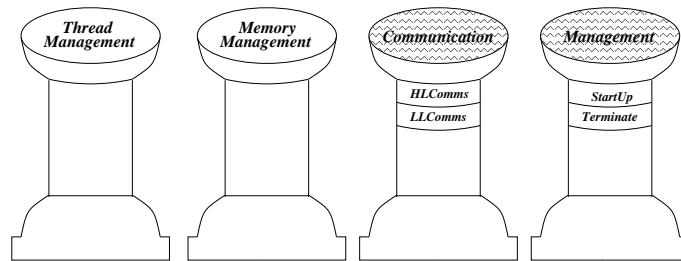 Thread
Management
Memory
Management
Communication
HLComms
LLComms
Management
StartUp
Terminate